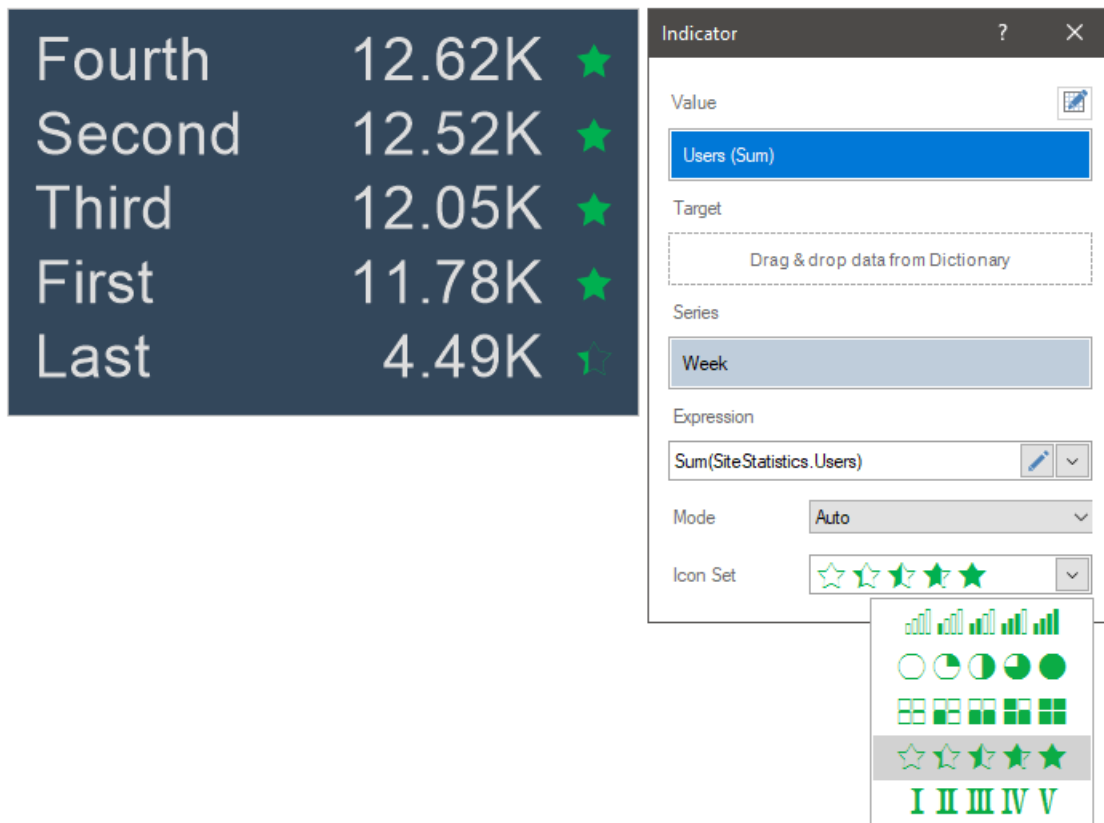 Fourth 12.62K
Second 12.52K
Third 12.05K
First 11.78K
Last 4.49K
Indicator ?
Value
Users (Sum)
Target
Drag & drop data from Dictionary
Series
Week
Expression
Sum(SiteStatistics.Users)
Mode Auto
Icon Set
I II III IV V